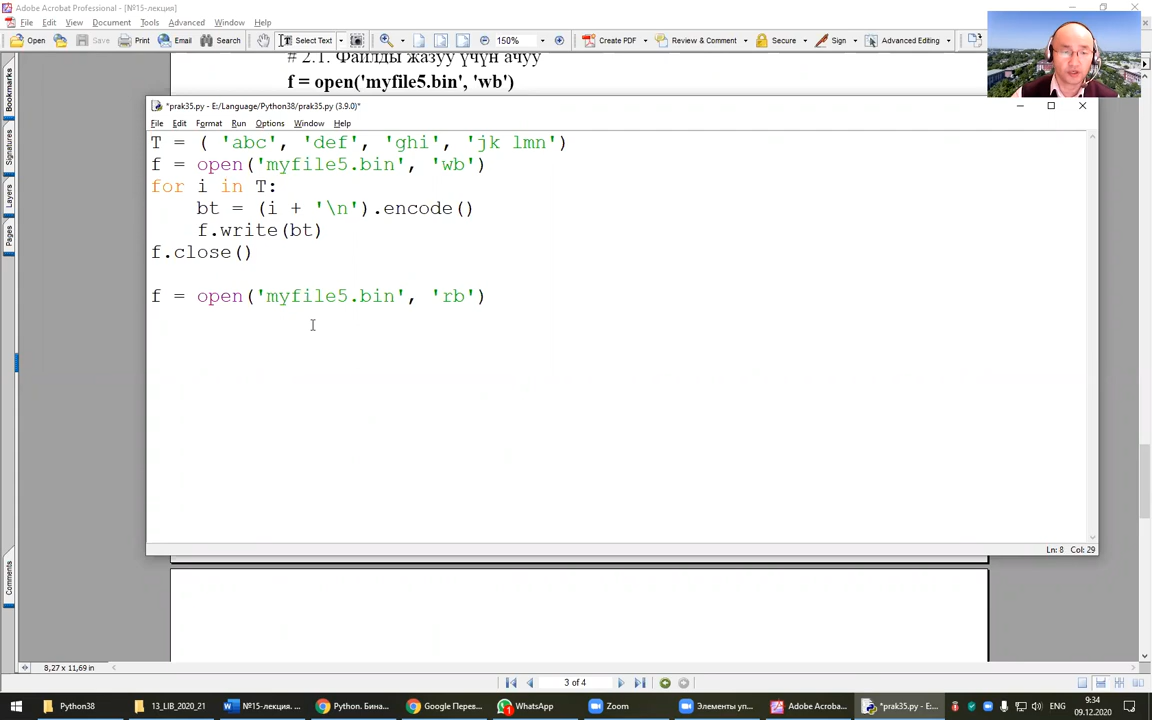 Adobe Acrobat Professional - [№15-лекция]
File Edit View Document Tools Advanced Window Help
Open Save Print Email Search Select Text 150% Create PDF Review & Comment Secure Sign Advanced Editing
# 2.1. Файлды жазуу үчүн ачуу
f = open('myfile5.bin', 'wb')
*prak35.py - E:/Language/Python38/prak35.py (3.9.0)*
File Edit Format Run Options Window Help
T = ( 'abc', 'def', 'ghi', 'jk lmn')
f = open('myfile5.bin', 'wb')
for i in T:
bt = (i + '\n').encode()
f.write(bt)
f.close()
f = open('myfile5.bin', 'rb')
Ln: 8 Col: 29
Bookmarks
Signatures
Layers
Pages
Comments
8,27 x 11,69 in
3 of 4
Python38 13_LIB_2020_21 №15-лекция. ... Python. Бина... Google Перев... WhatsApp Zoom Элементы уп... Adobe Acroba... *prak35.py - E:... ENG 9:34
09.12.2020